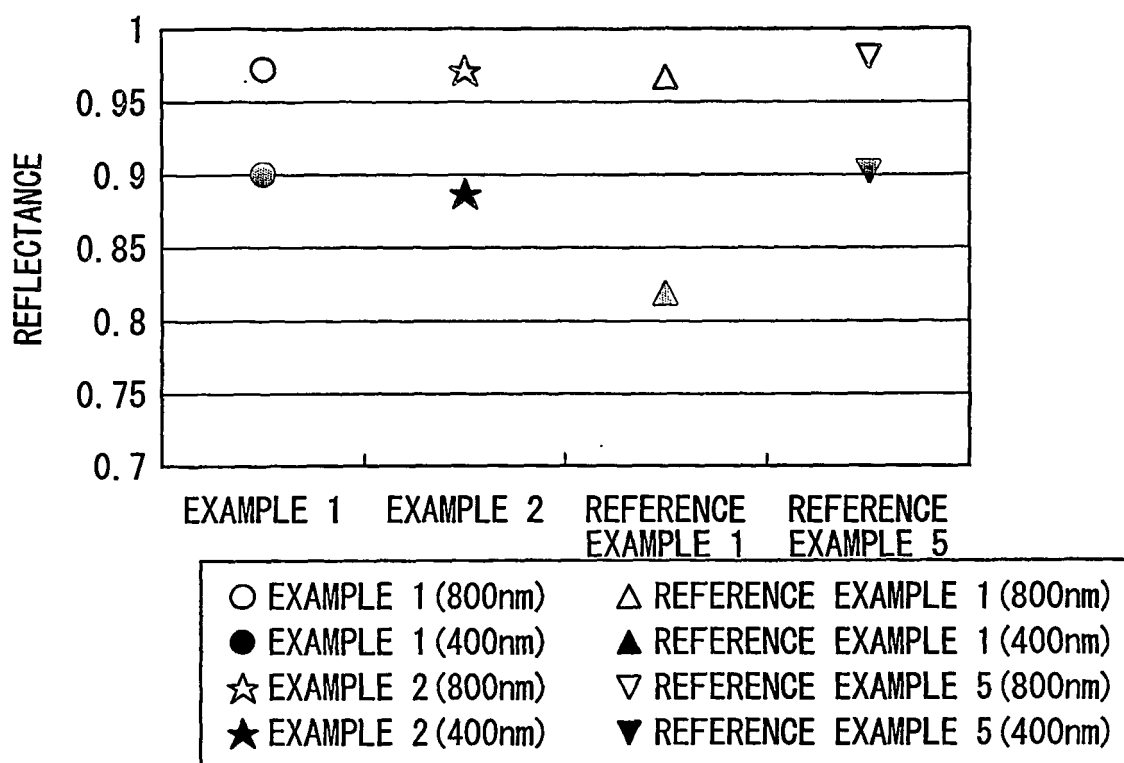 1
0.95
0.9
0.85
0.8
0.75
0.7
REFLECTANCE
EXAMPLE 1
EXAMPLE 2
REFERENCE
EXAMPLE 1
REFERENCE
EXAMPLE 5
○ EXAMPLE 1(800nm)
● EXAMPLE 1(400nm)
☆ EXAMPLE 2(800nm)
★ EXAMPLE 2(400nm)
△ REFERENCE EXAMPLE 1(800nm)
▲ REFERENCE EXAMPLE 1(400nm)
▽ REFERENCE EXAMPLE 5(800nm)
▼ REFERENCE EXAMPLE 5(400nm)